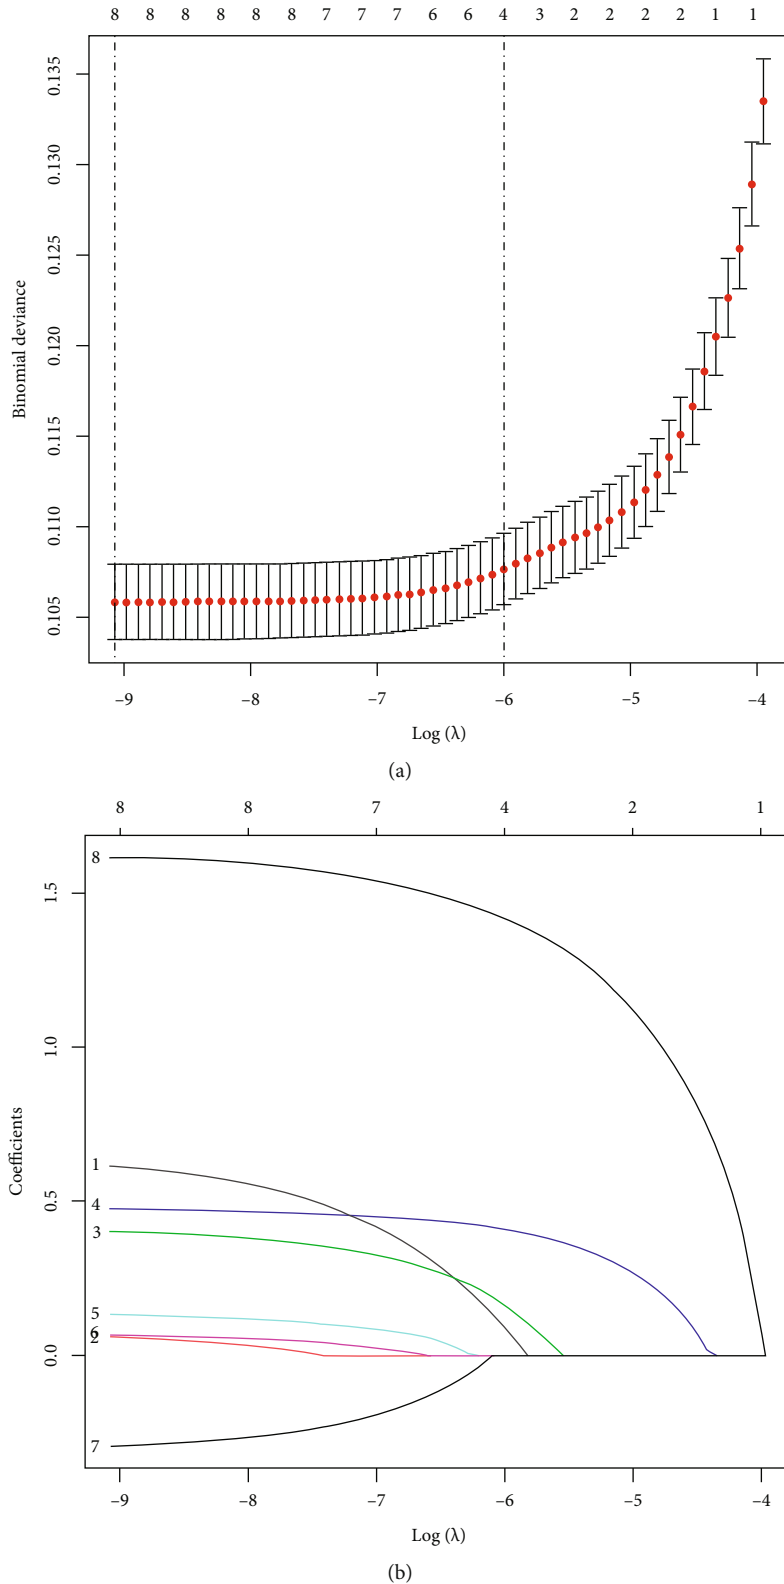 8 8 8 8 8 8 7 7 7 6 6 4 3 2 2 2 2 1 1
0.135
0.130
0.125
0.120
0.115
0.110
0.105
Binomial deviance
–9 –8 –7 –6 –5 –4
Log (λ)
(a)
8 8 7 4 2 1
1.5
1.0
0.5
0.0
Coefficients
8
1
4
3
5
6
2
7
–9 –8 –7 –6 –5 –4
Log (λ)
(b)